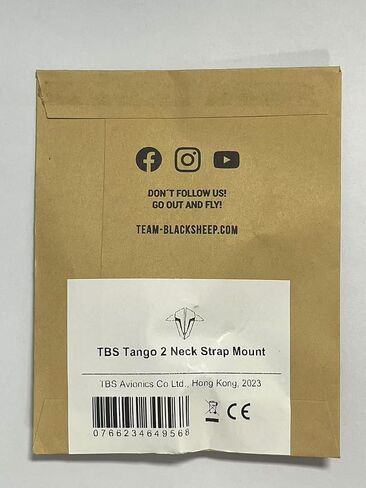 DON´T FOLLOW US!
GO OUT AND FLY!
TEAM-BLACKSHEEP.COM
TBS Tango 2 Neck Strap Mount
TBS Avionics Co Ltd., Hong Kong, 2023
0766234649568
CE